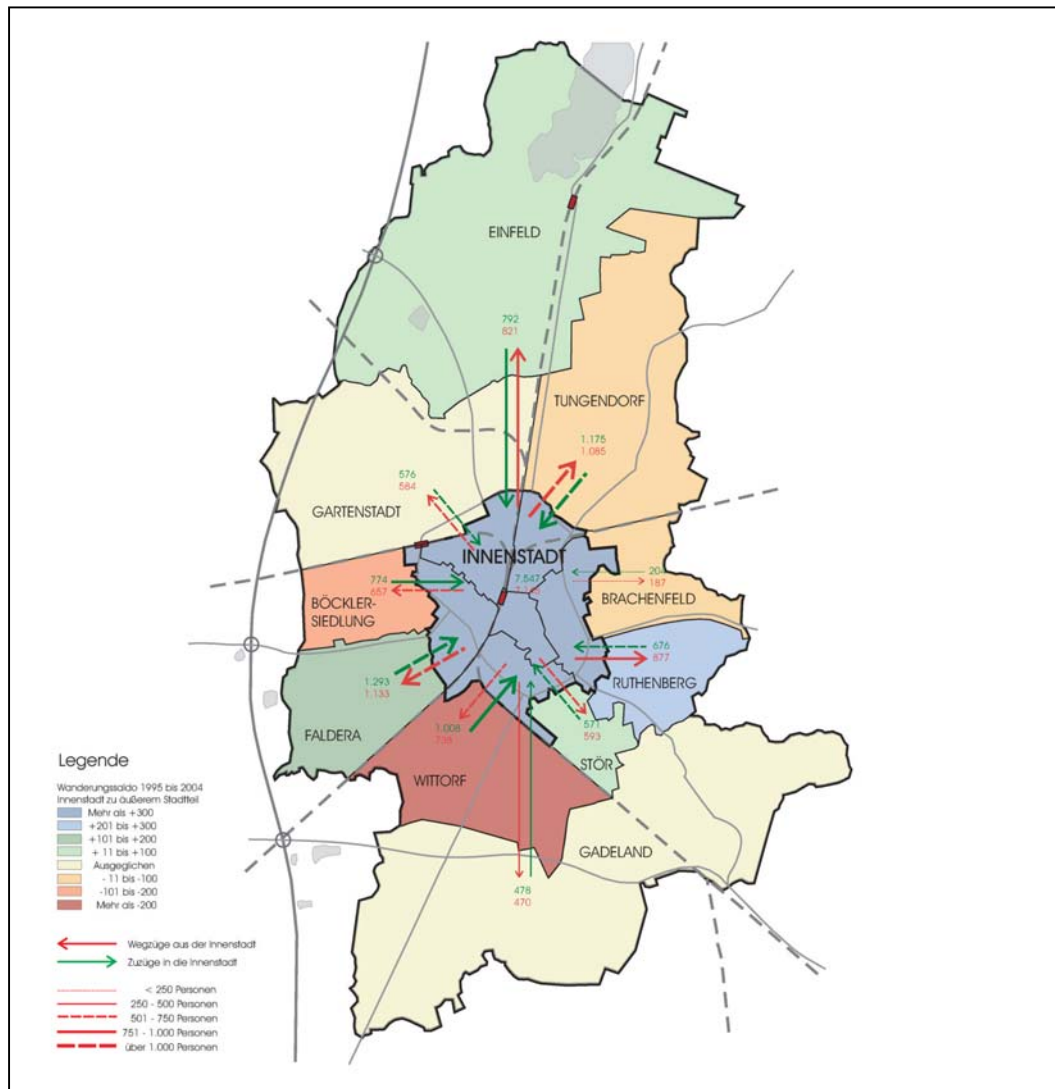 EINFELD
792
821
TUNGENDORF
1.175
1.085
576
584
GARTENSTADT
INNENSTADT
7.547
204
187
774
657
BÖCKLER-
SIEDLUNG
BRACHENFELD
676
877
RUTHENBERG
1.293
1.133
FALDERA
1.008
738
571
593
STÖR
WITTORF
GADELAND
478
470
Legende
Wanderungssaldo 1995 bis 2004
Innenstadt zu äußerem Stadtteil
Mehr als +300
+201 bis +300
+101 bis +200
+ 11 bis +100
Ausgeglichen
- 11 bis -100
-101 bis -200
Mehr als -200
Wegzüge aus der Innenstadt
Zuzüge in die Innenstadt
< 250 Personen
250 - 500 Personen
501 - 750 Personen
751 - 1.000 Personen
über 1.000 Personen